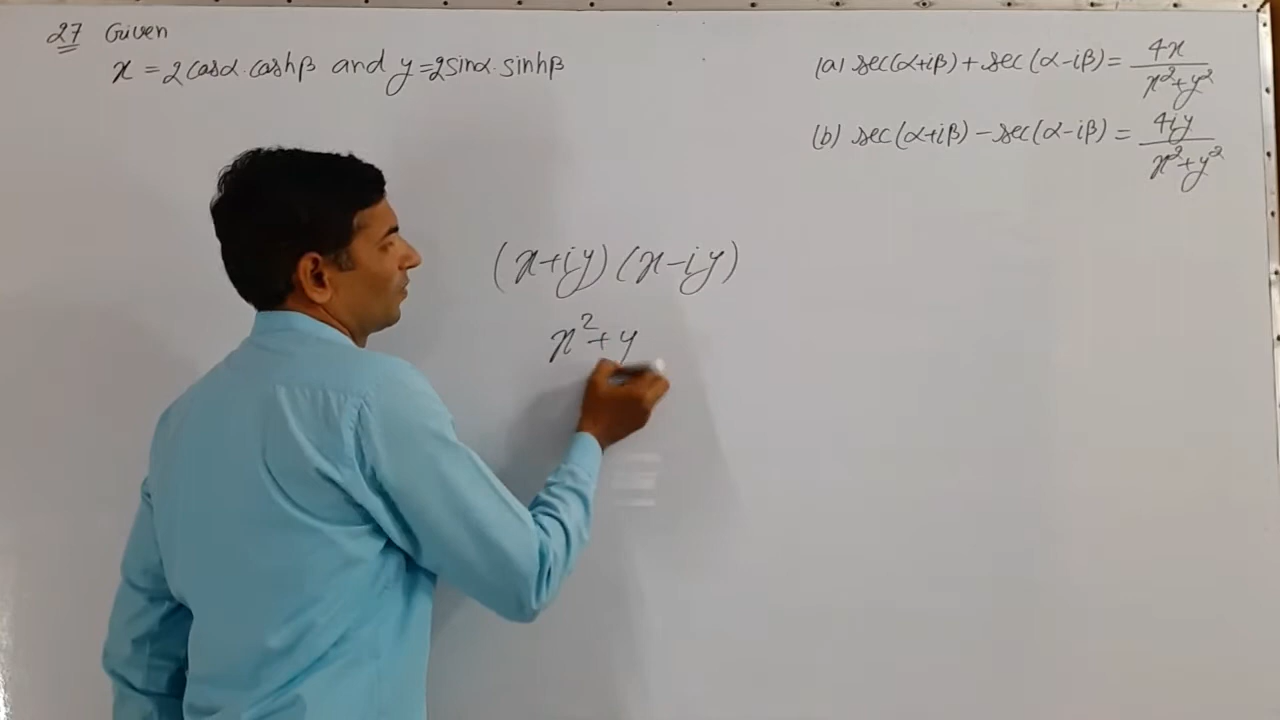 27 Given
x = 2cosα.coshβ and y=2sinα.sinhβ
(a) sec(α+iβ)+sec(α-iβ)= 4x/(x²+y²)
(b) sec(α+iβ)-sec(α-iβ) = 4iy/(x²+y²)
(x+iy)(x-iy)
x²+y